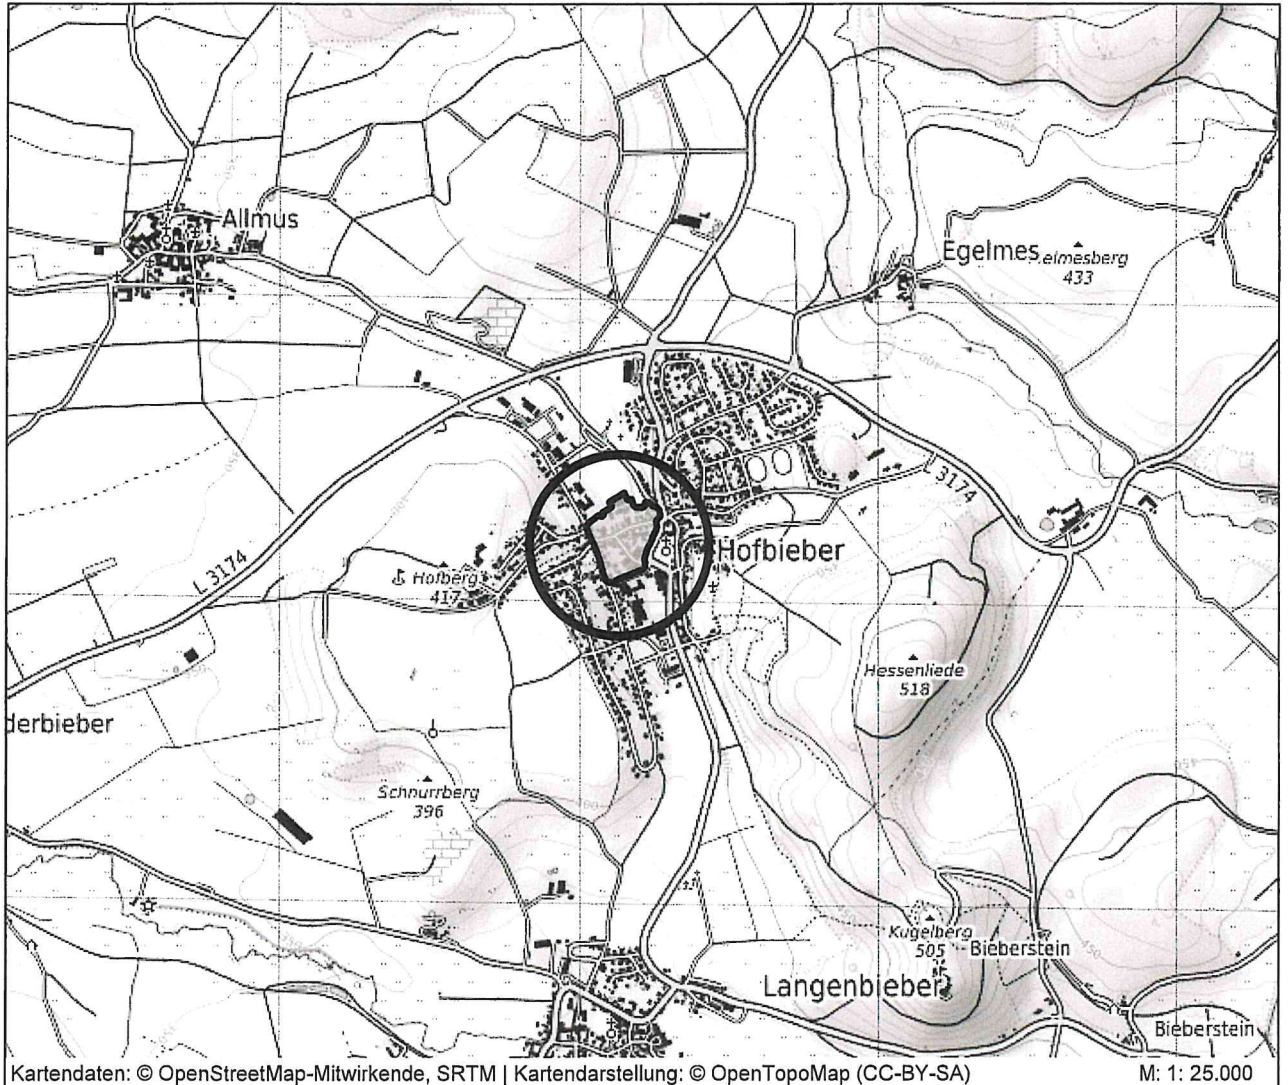 Allmus
Egelmes
elmesberg
433
L 3174
L 3174
Hofbieber
Hofberg
417
Hessenliede
518
derbieber
Schnurrberg
396
Kugelberg
505
Bieberstein
Langenbieber
Bieberstein
Kartendaten: © OpenStreetMap-Mitwirkende, SRTM | Kartendarstellung: © OpenTopoMap (CC-BY-SA) M: 1: 25.000